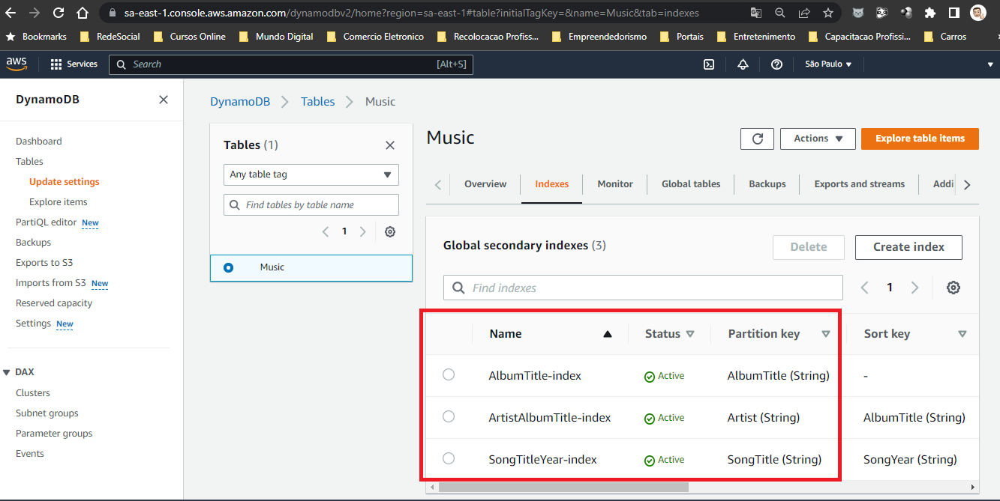 sa-east-1.console.aws.amazon.com/dynamodbv2/home?region=sa-east-1#table?initialTagKey=&name=Music&tab=indexes
Bookmarks RedeSocial Cursos Online Mundo Digital Comercio Eletronico Recolocacao Profiss... Empreendedorismo Portais Entretenimento Capacitacao Profissi... Carros
aws Services Search [Alt+S] São Paulo
DynamoDB
Dashboard
Tables
Update settings
Explore items
PartiQL editor New
Backups
Exports to S3
Imports from S3 New
Reserved capacity
Settings New
DAX
Clusters
Subnet groups
Parameter groups
Events
DynamoDB Tables Music
Tables (1)
Any table tag
Find tables by table name
1
Music
Music
Actions Explore table items
Overview Indexes Monitor Global tables Backups Exports and streams Addi
Global secondary indexes (3)
Delete Create index
Find indexes 1
Name Status Partition key Sort key
AlbumTitle-index Active AlbumTitle (String) -
ArtistAlbumTitle-index Active Artist (String) AlbumTitle (String)
SongTitleYear-index Active SongTitle (String) SongYear (String)